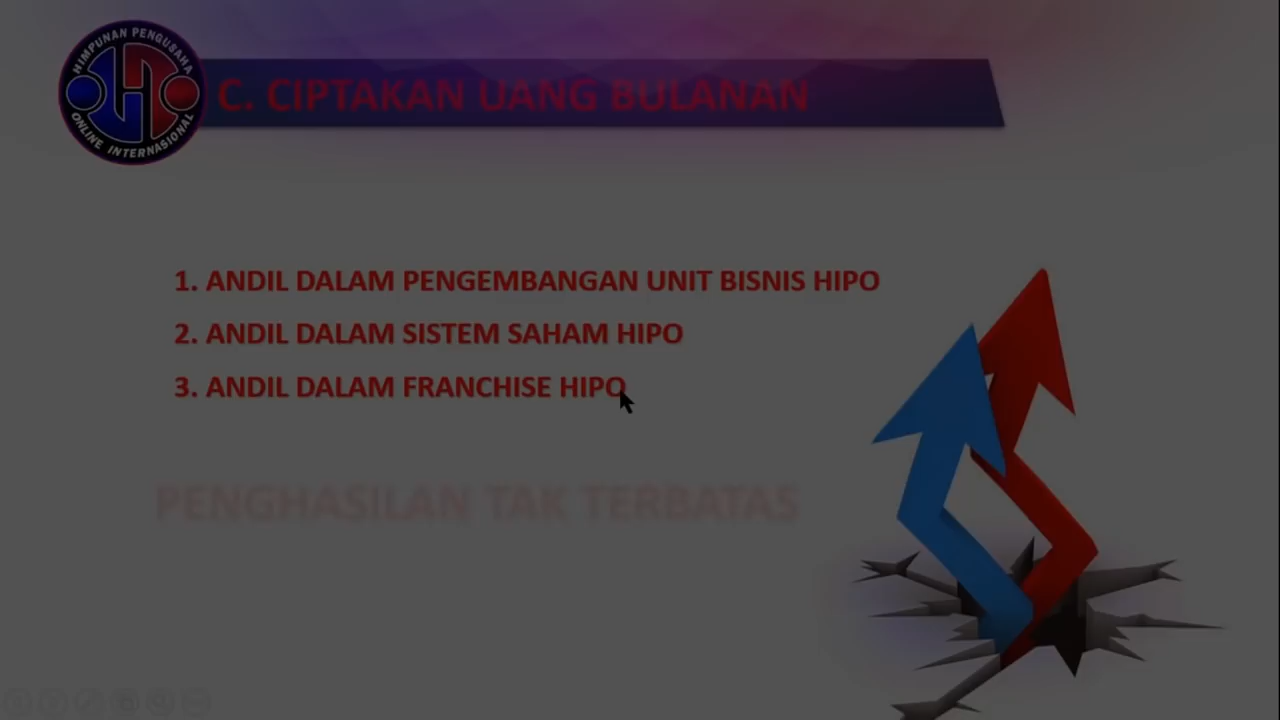 HIMPUNAN PENGUSAHA
ONLINE INTERNASIONAL
C. CIPTAKAN UANG BULANAN
1. ANDIL DALAM PENGEMBANGAN UNIT BISNIS HIPO
2. ANDIL DALAM SISTEM SAHAM HIPO
3. ANDIL DALAM FRANCHISE HIPO
PENGHASILAN TAK TERBATAS